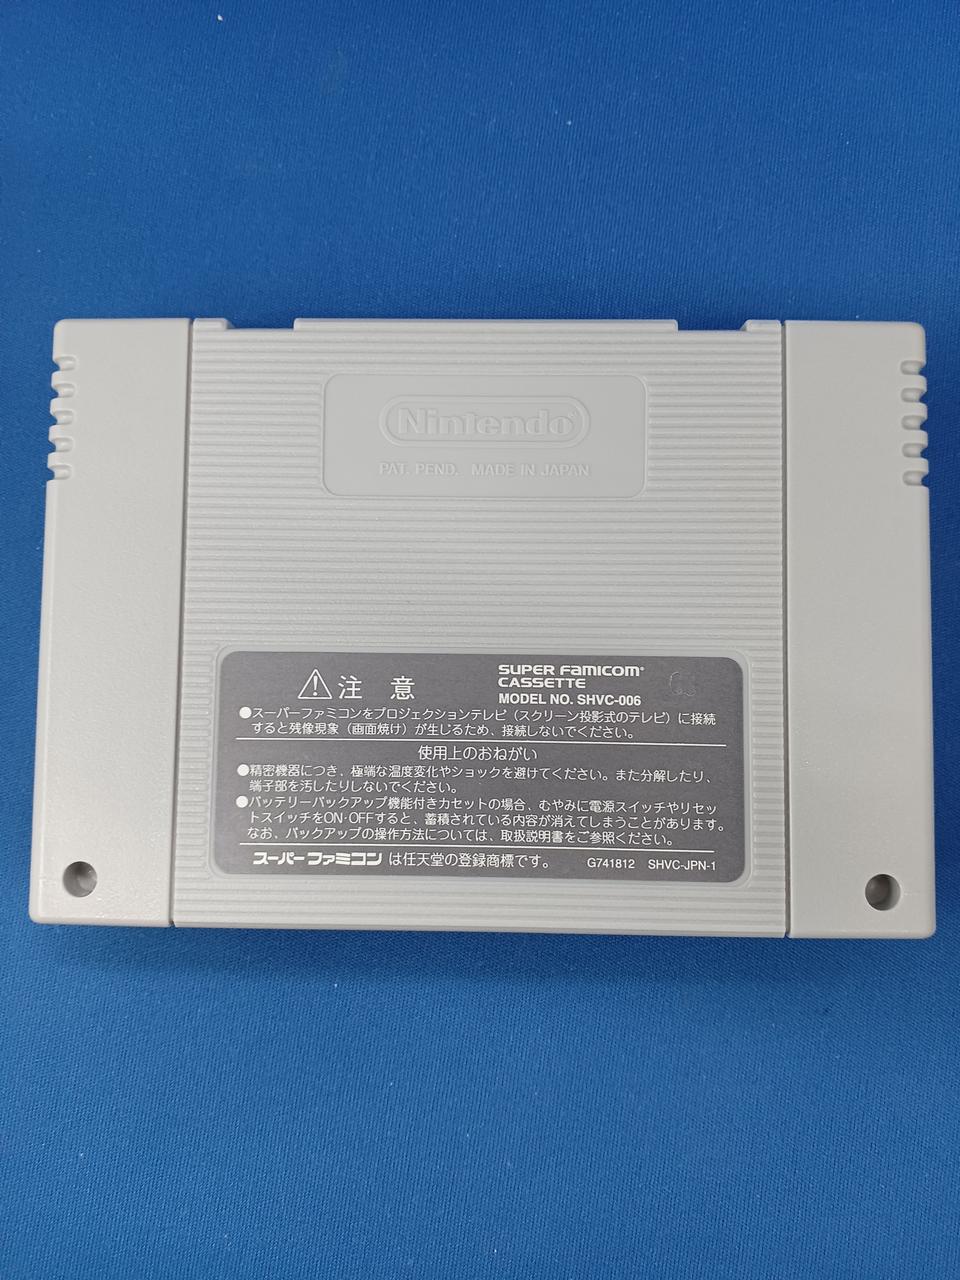 Nintendo®
PAT. PEND. MADE IN JAPAN
⚠注意
SUPER FAMICOM®
CASSETTE
MODEL NO. SHVC-006
●スーパーファミコンをプロジェクションテレビ（スクリーン投影式のテレビ）に接続
すると残像現象（画面焼け）が生じるため、接続しないでください。
使用上のおねがい
●精密機器につき、極端な温度変化やショックを避けてください。また分解したり、
端子部を汚したりしないでください。
●バッテリーバックアップ機能付きカセットの場合、むやみに電源スイッチやリセッ
トスイッチをON・OFFすると、蓄積されている内容が消えてしまうことがあります。
なお、バックアップの操作方法については、取扱説明書をご参照ください。
スーパーファミコンは任天堂の登録商標です。 G741812 SHVC-JPN-1